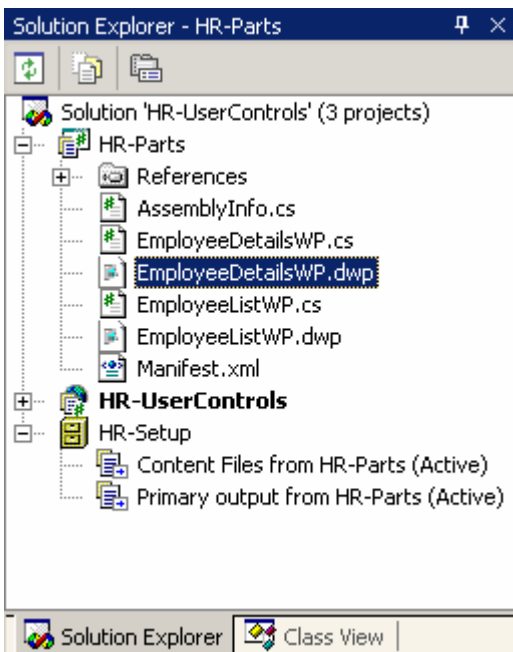 Solution Explorer - HR-Parts
Solution 'HR-UserControls' (3 projects)
HR-Parts
References
AssemblyInfo.cs
EmployeeDetailsWP.cs
EmployeeDetailsWP.dwp
EmployeeListWP.cs
EmployeeListWP.dwp
Manifest.xml
HR-UserControls
HR-Setup
Content Files from HR-Parts (Active)
Primary output from HR-Parts (Active)
Solution Explorer Class View